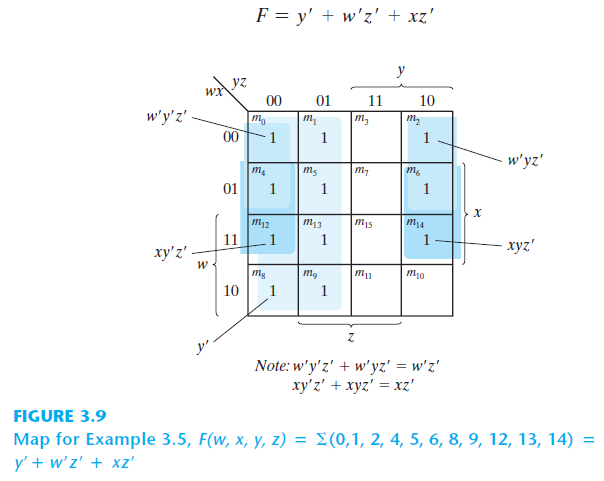 F = y' + w'z' + xz'
y
wx yz 00 01 11 10
w'y'z' 00 m₀ 1 m₁ 1 m₃ m₂ 1
w'yz'
01 m₄ 1 m₅ 1 m₇ m₆ 1
x
xy'z' w 11 m₁₂ 1 m₁₃ 1 m₁₅ m₁₄ 1 xyz'
10 m₈ 1 m₉ 1 m₁₁ m₁₀
y'
z
Note: w'y'z' + w'yz' = w'z'
xy'z' + xyz' = xz'
FIGURE 3.9
Map for Example 3.5, F(w, x, y, z) = Σ(0,1, 2, 4, 5, 6, 8, 9, 12, 13, 14) =
y' + w'z' + xz'